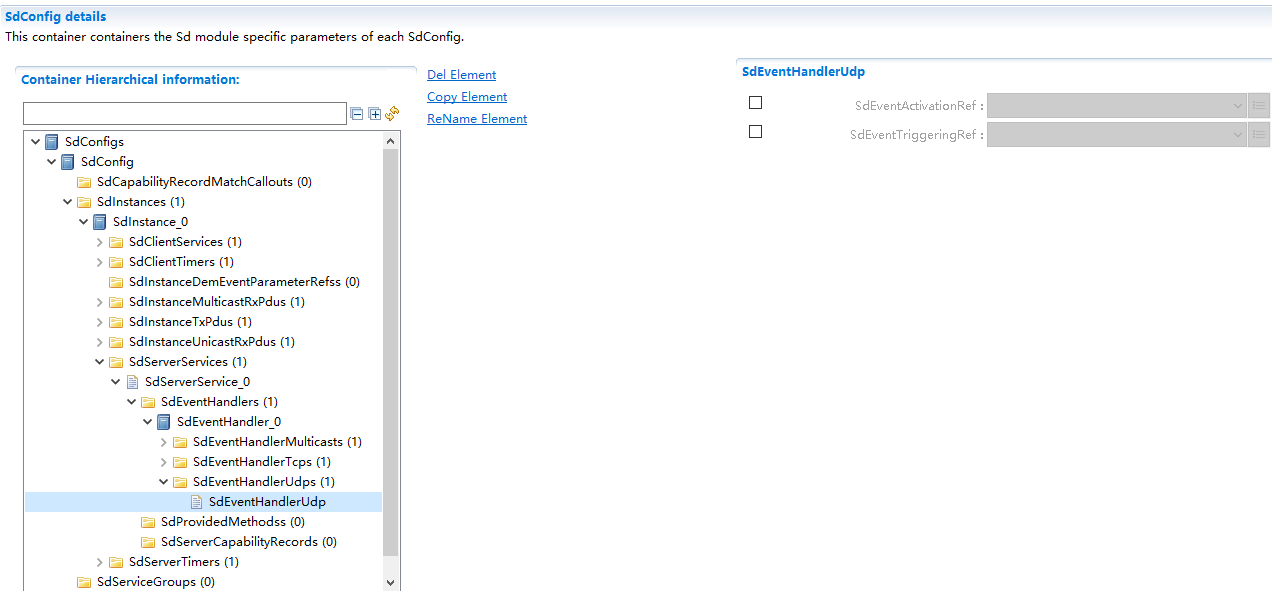 SdConfig details
This container containers the Sd module specific parameters of each SdConfig.
Container Hierarchical information:
Del Element
Copy Element
ReName Element
SdConfigs
SdConfig
SdCapabilityRecordMatchCallouts (0)
SdInstances (1)
SdInstance_0
SdClientServices (1)
SdClientTimers (1)
SdInstanceDemEventParameterRefss (0)
SdInstanceMulticastRxPdus (1)
SdInstanceTxPdus (1)
SdInstanceUnicastRxPdus (1)
SdServerServices (1)
SdServerService_0
SdEventHandlers (1)
SdEventHandler_0
SdEventHandlerMulticasts (1)
SdEventHandlerTcps (1)
SdEventHandlerUdps (1)
SdEventHandlerUdp
SdProvidedMethodss (0)
SdServerCapabilityRecords (0)
SdServerTimers (1)
SdServiceGroups (0)
SdEventHandlerUdp
SdEventActivationRef :
SdEventTriggeringRef :